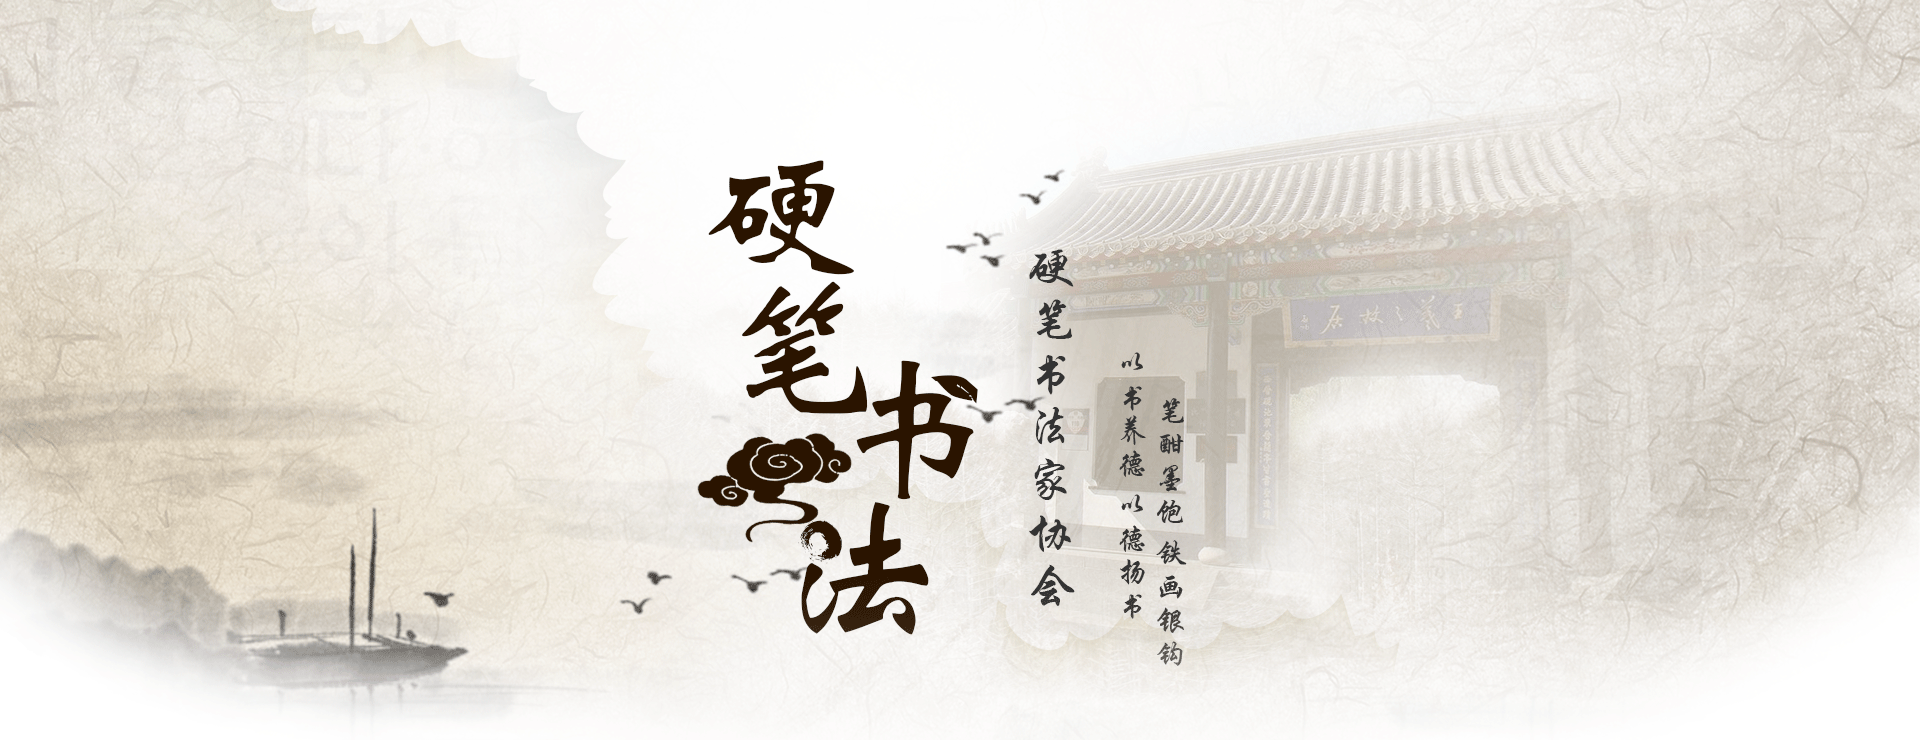 硬笔书法
硬笔书法家协会
以书养德 以德扬书
笔酣墨饱 铁画银钩
王羲之故居